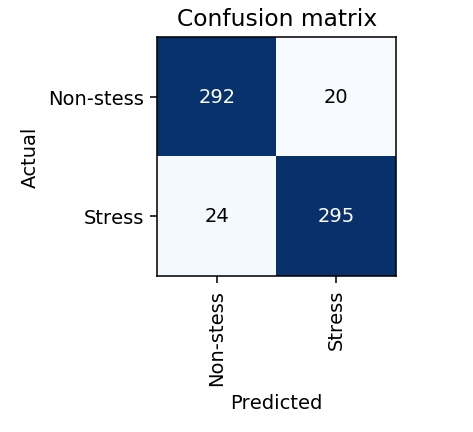 Confusion matrix
Actual
Non-stess
292
20
Stress
24
295
Non-stess
Stress
Predicted